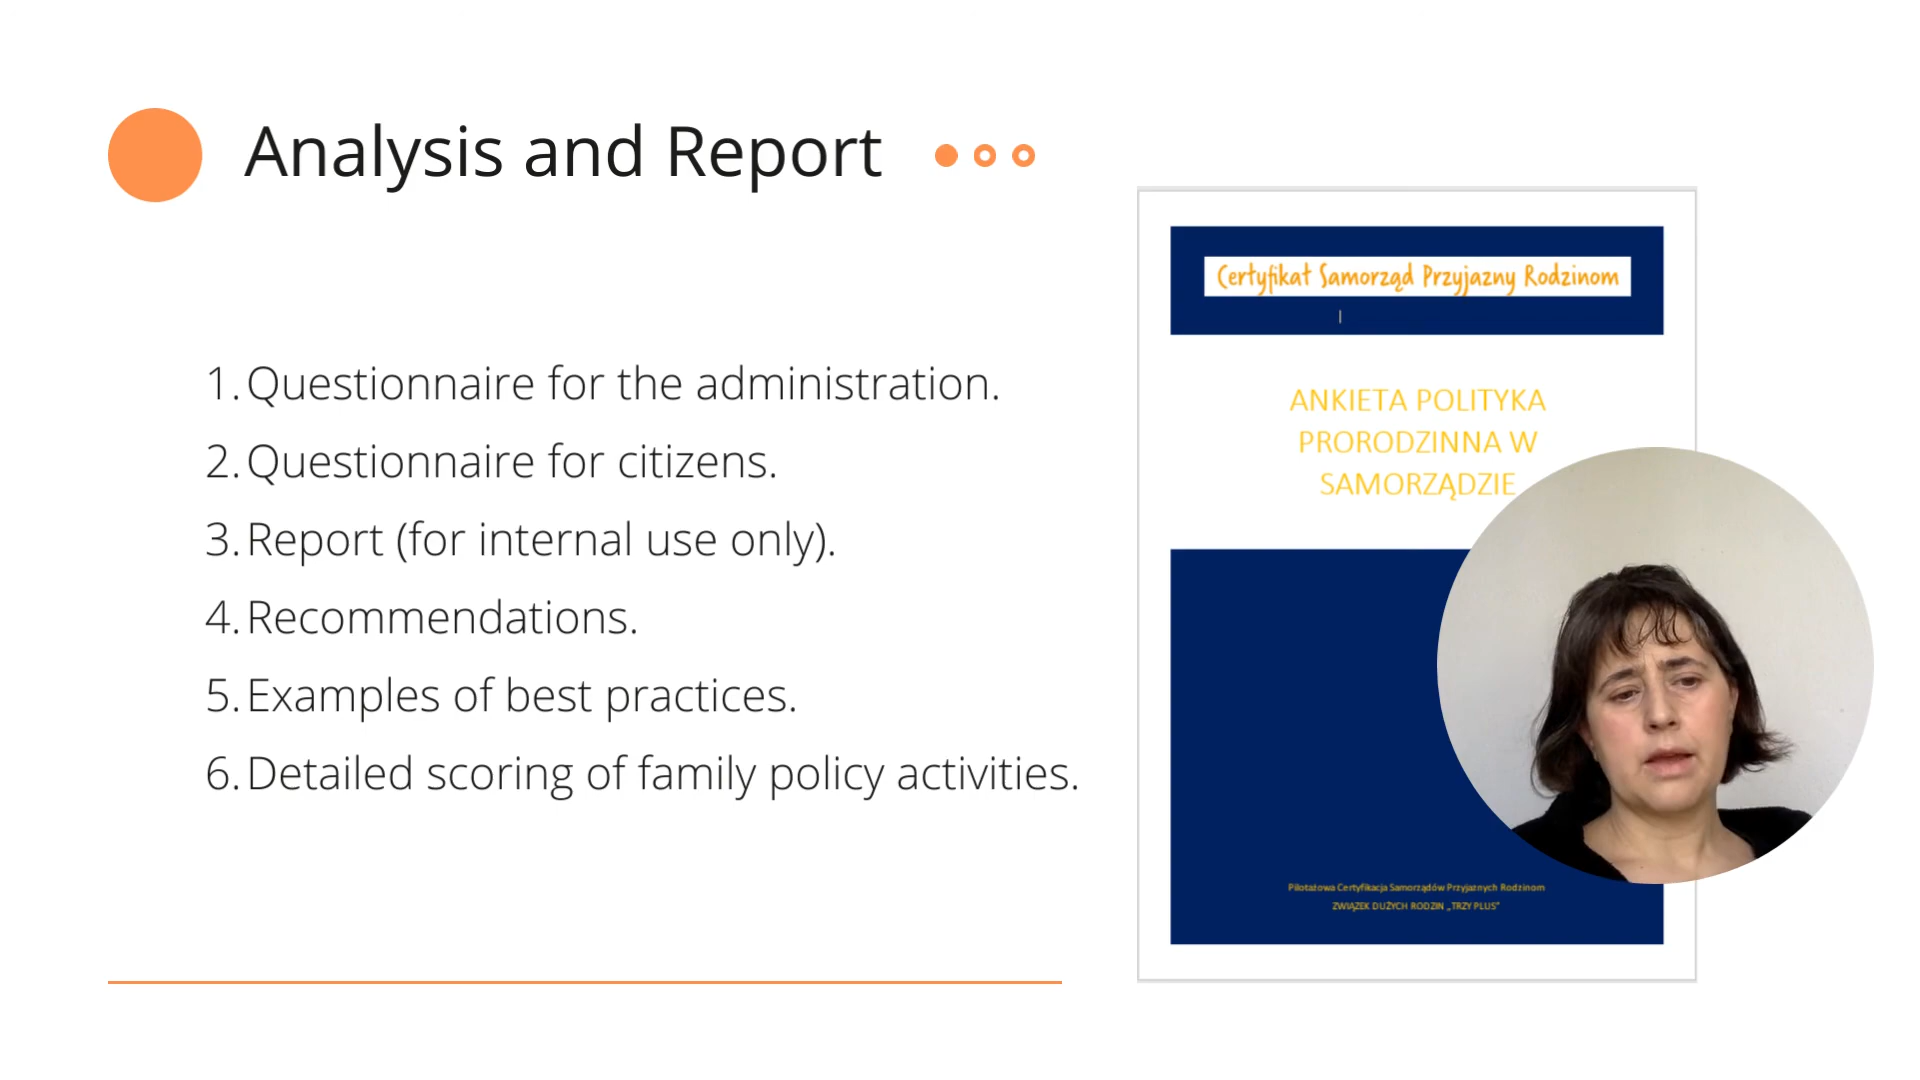 Analysis and Report
1. Questionnaire for the administration.
2. Questionnaire for citizens.
3. Report (for internal use only).
4. Recommendations.
5. Examples of best practices.
6. Detailed scoring of family policy activities.
Certyfikat Samorząd Przyjazny Rodzinom
ANKIETA POLITYKA
PRORODZINNA W
SAMORZĄDZIE
Pilotażowa Certyfikacja Samorządów Przyjaznych Rodzinom
ZWIĄZEK DUŻYCH RODZIN „TRZY PLUS”